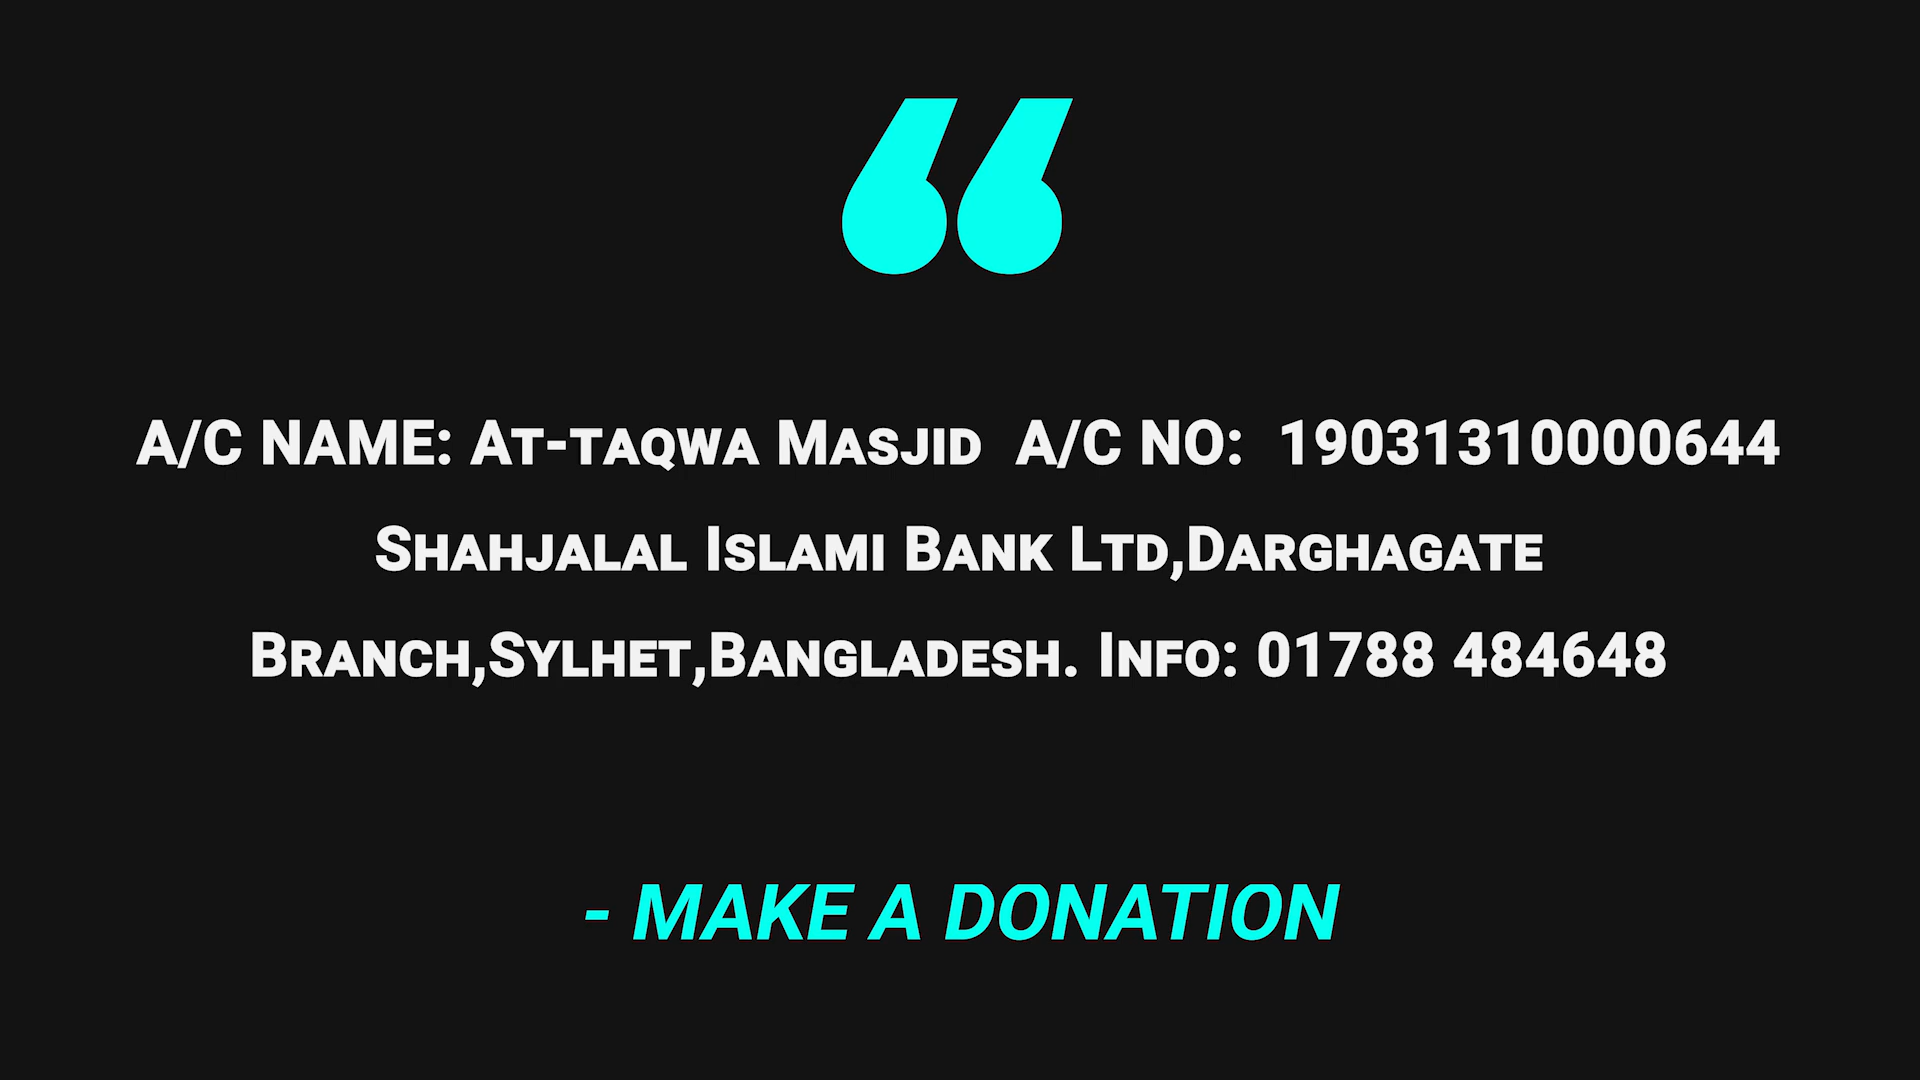 “
A/C NAME: At-taqwa Masjid  A/C NO:  19031310000644
Shahjalal Islami Bank Ltd,Darghagate
Branch,Sylhet,Bangladesh. Info: 01788 484648
- MAKE A DONATION